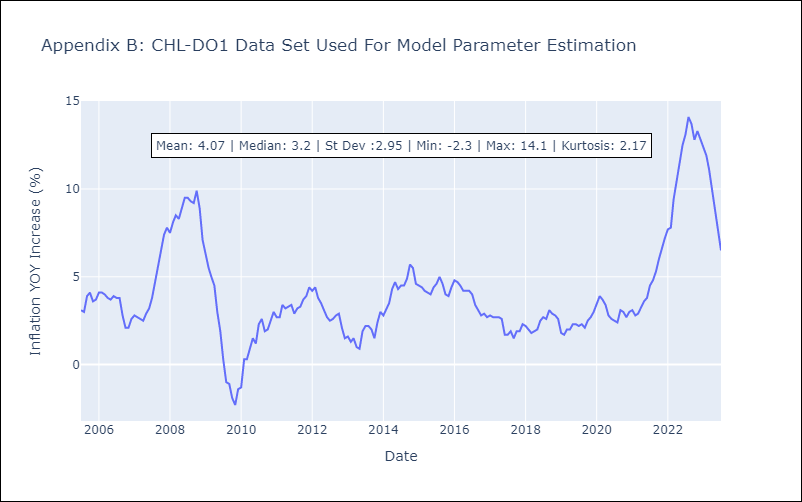 Appendix B: CHL-DO1 Data Set Used For Model Parameter Estimation
15
Mean: 4.07 | Median: 3.2 | St Dev :2.95 | Min: -2.3 | Max: 14.1 | Kurtosis: 2.17
10
5
0
Inflation YOY Increase (%)
2006 2008 2010 2012 2014 2016 2018 2020 2022
Date